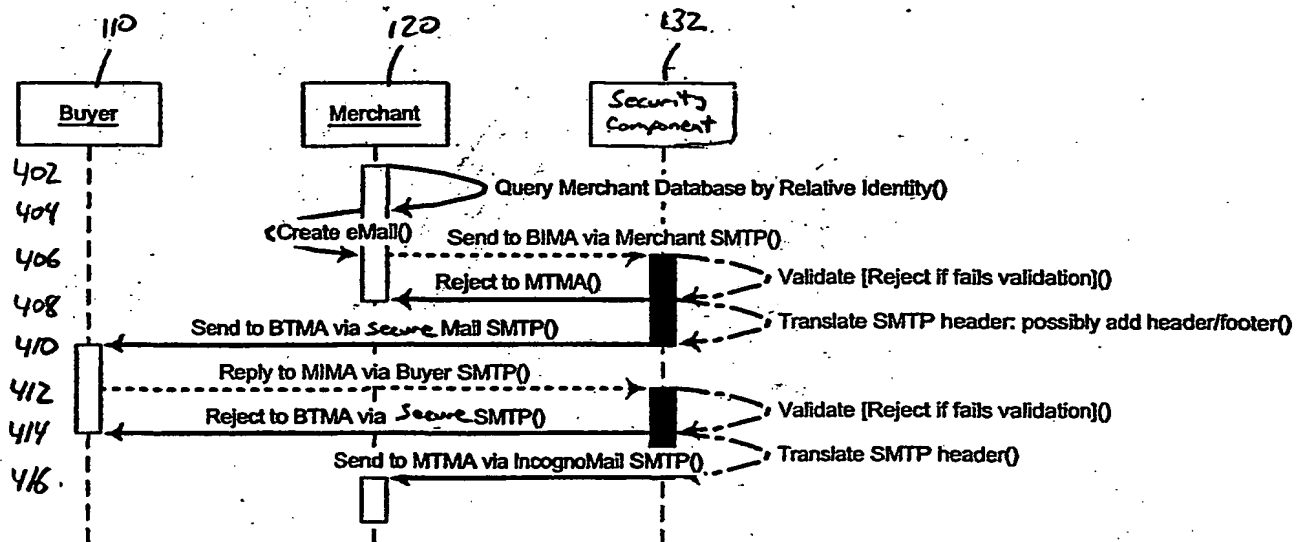 110
120
132
Buyer
Merchant
Security
Component
402
Query Merchant Database by Relative Identity()
404
Create eMail()
Send to BIMA via Merchant SMTP()
406
Validate [Reject if fails validation]()
Reject to MTMA()
408
Translate SMTP header: possibly add header/footer()
Send to BTMA via secure Mail SMTP()
410
Reply to MIMA via Buyer SMTP()
412
Validate [Reject if fails validation]()
Reject to BTMA via Secure SMTP()
414
Translate SMTP header()
Send to MTMA via IncognoMail SMTP()
416